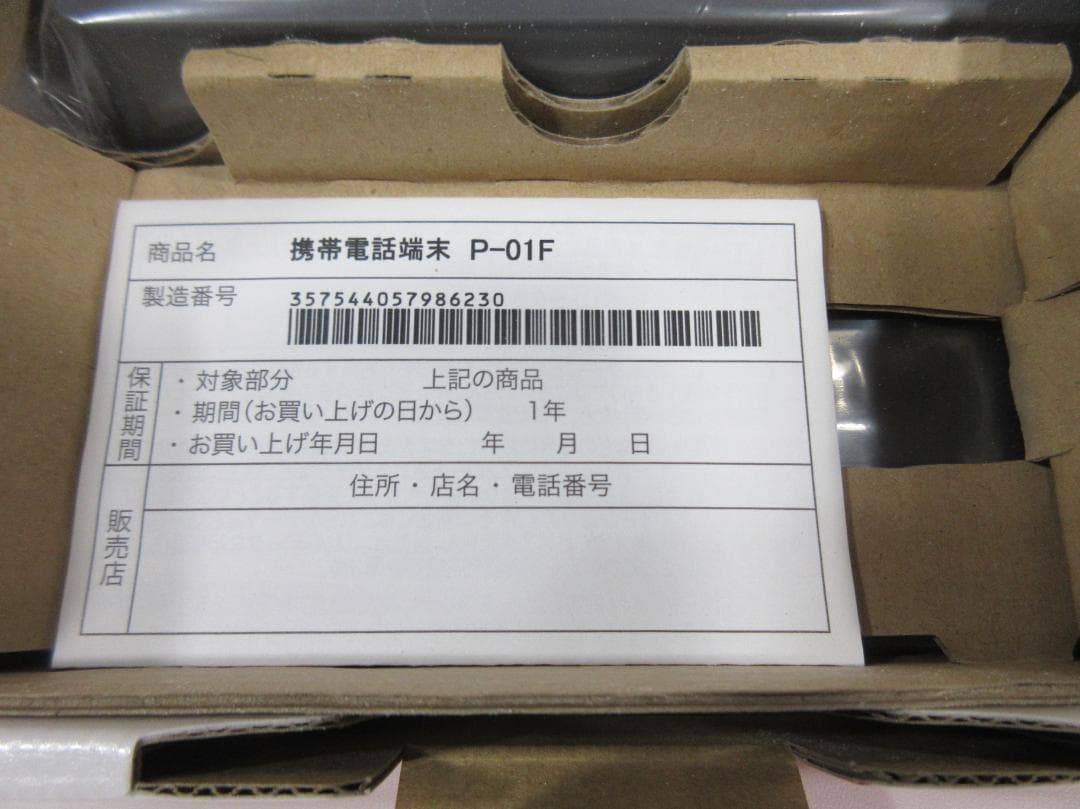 商品名 携帯電話端末 P-01F
製造番号 357544057986230
保証期間
・対象部分 上記の商品
・期間（お買い上げの日から） 1年
・お買い上げ年月日 年 月 日
販売店
住所・店名・電話番号